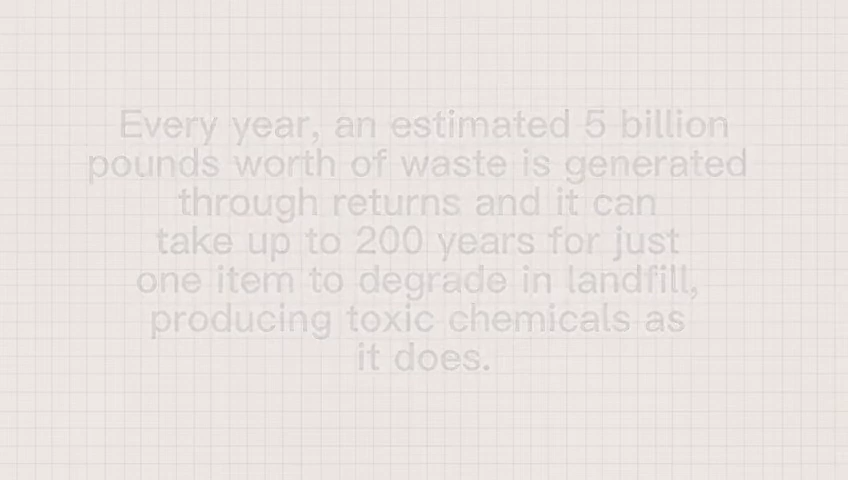 Every year, an estimated 5 billion
pounds worth of waste is generated
through returns and it can
take up to 200 years for just
one item to degrade in landfill,
producing toxic chemicals as
it does.